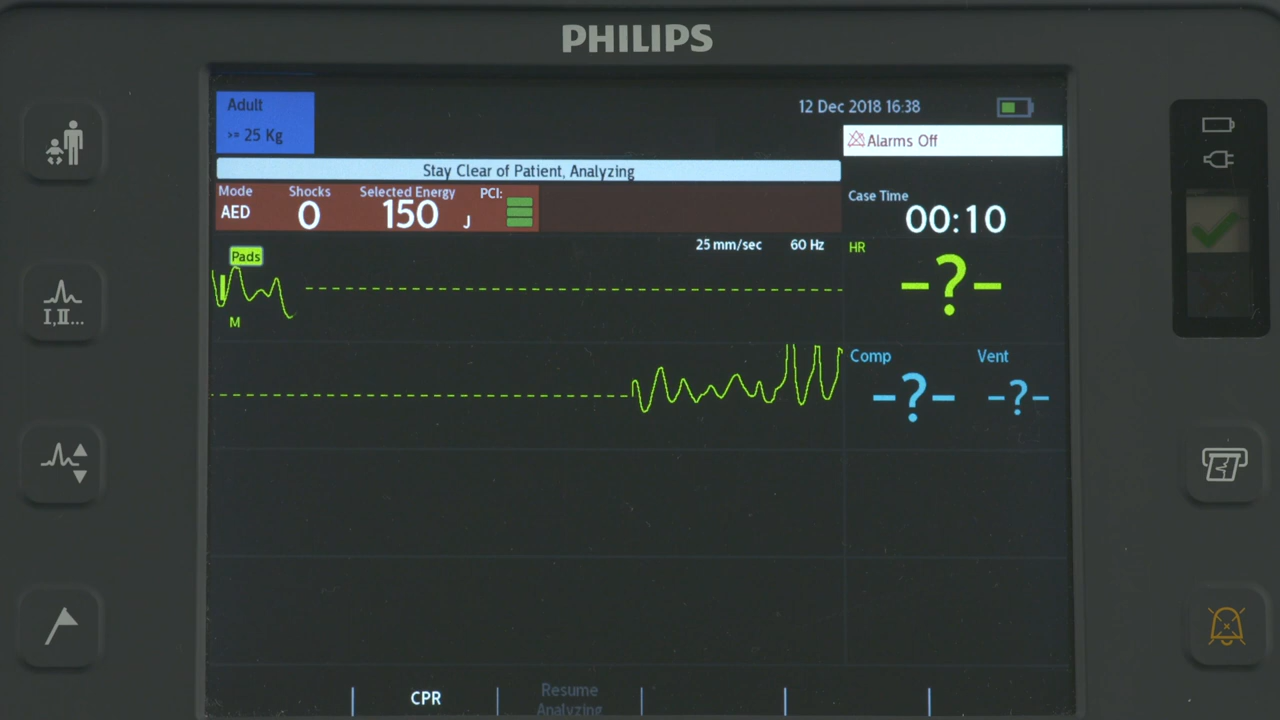 PHILIPS
Adult
>= 25 Kg
12 Dec 2018 16:38
Alarms Off
Stay Clear of Patient, Analyzing
Mode Shocks Selected Energy PCI:
AED 0 150 J
Case Time
00:10
25 mm/sec 60 Hz HR
Pads
-?-
M
Comp Vent
-?- -?-
I,II...
CPR
Resume
Analyzing